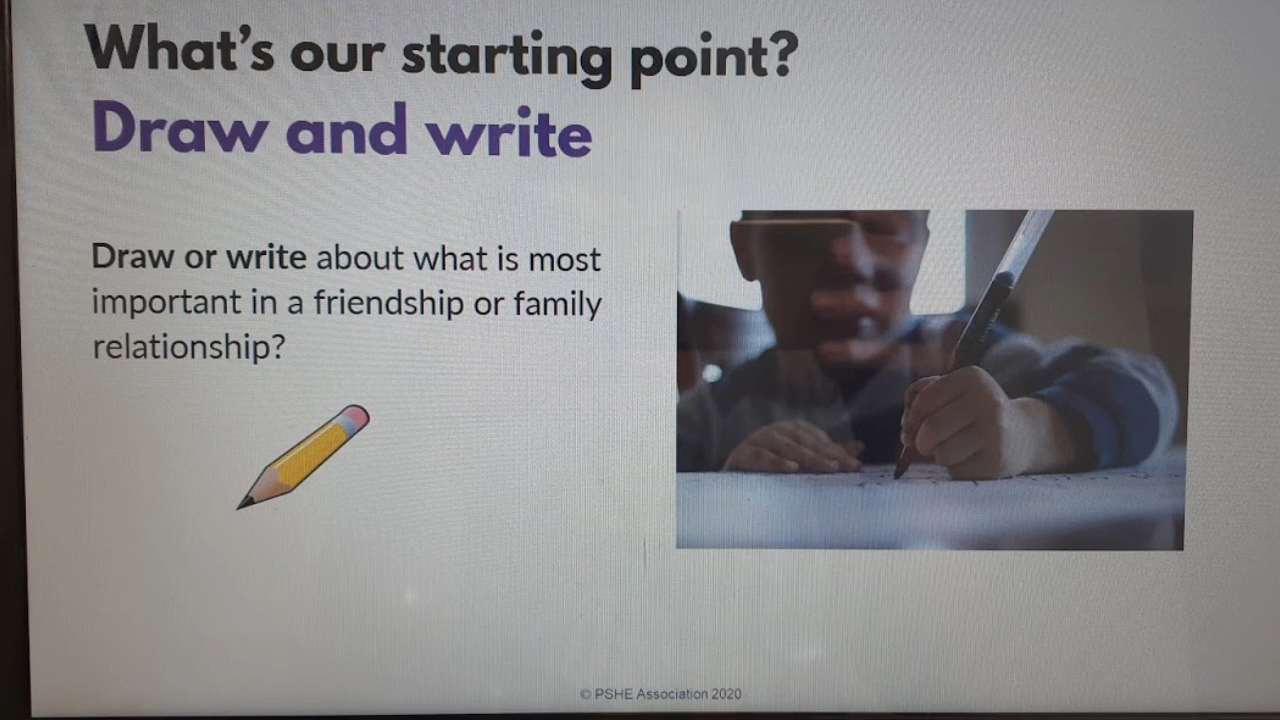 What's our starting point?
Draw and write
Draw or write about what is most
important in a friendship or family
relationship?
© PSHE Association 2020